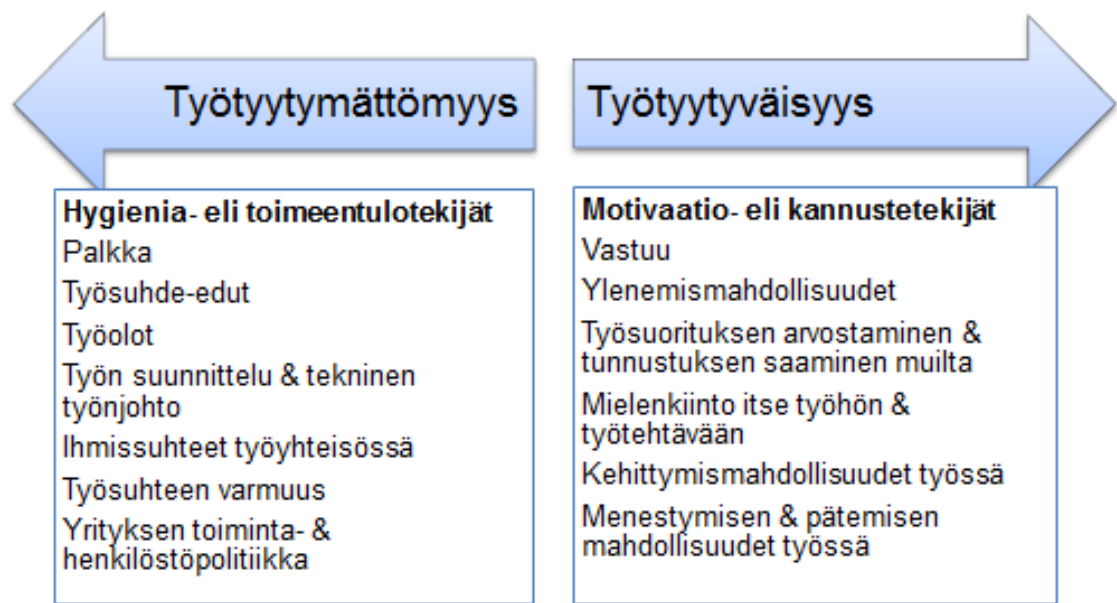 Työtyytymättömyys
Työtyytyväisyys
Hygienia- eli toimeentulotekijät
Palkka
Työsuhde-edut
Työolot
Työn suunnittelu & tekninen
työnjohto
Ihmissuhteet työyhteisössä
Työsuhteen varmuus
Yrityksen toiminta- &
henkilöstöpolitiikka
Motivaatio- eli kannustetekijät
Vastuu
Ylenemismahdollisuudet
Työsuorituksen arvostaminen &
tunnustuksen saaminen muilta
Mielenkiinto itse työhön &
työtehtävään
Kehittymismahdollisuudet työssä
Menestymisen & pätemisen
mahdollisuudet työssä